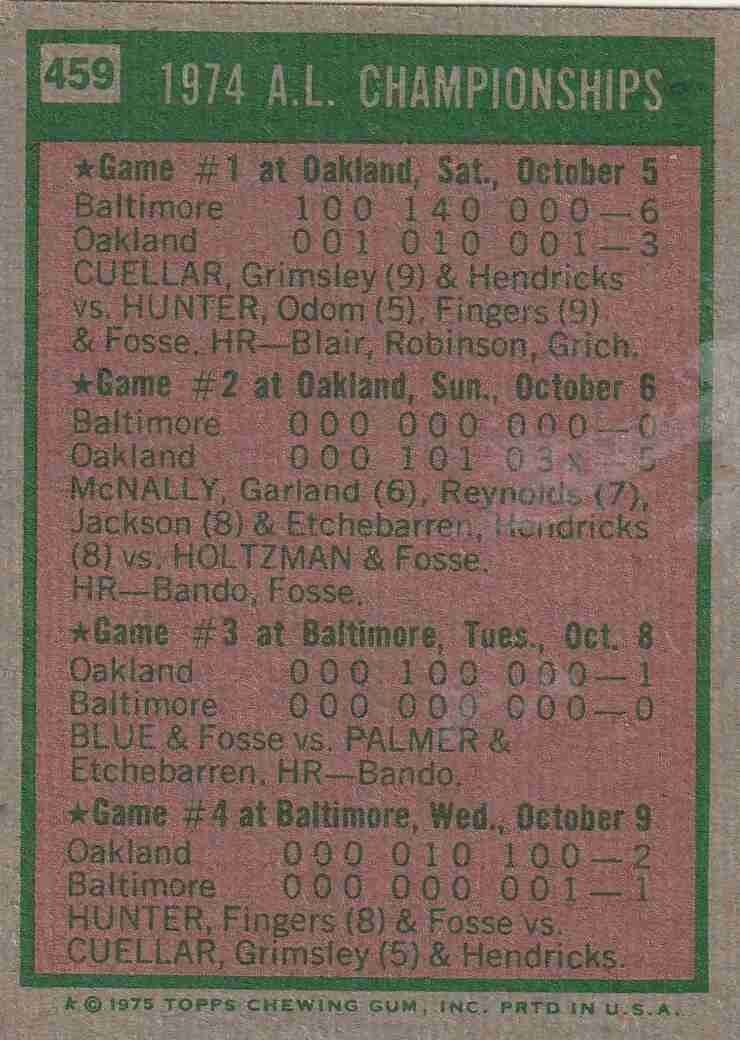 459
1974 A.L. CHAMPIONSHIPS
★Game #1 at Oakland, Sat., October 5
Baltimore 100 140 000—6
Oakland 001 010 001—3
CUELLAR, Grimsley (9) & Hendricks
vs. HUNTER, Odom (5), Fingers (9)
& Fosse. HR—Blair, Robinson, Grich.
★Game #2 at Oakland, Sun., October 6
Baltimore 000 000 000—0
Oakland 000 101 03x 5
McNALLY, Garland (6), Reynolds (7),
Jackson (8) & Etchebarren, Hendricks
(8) vs. HOLTZMAN & Fosse.
HR—Bando, Fosse.
★Game #3 at Baltimore, Tues., Oct. 8
Oakland 000 100 000—1
Baltimore 000 000 000—0
BLUE & Fosse vs. PALMER &
Etchebarren. HR—Bando.
★Game #4 at Baltimore, Wed., October 9
Oakland 000 010 100—2
Baltimore 000 000 001—1
HUNTER, Fingers (8) & Fosse vs.
CUELLAR, Grimsley (5) & Hendricks.
★ © 1975 TOPPS CHEWING GUM, INC. PRTD IN U.S.A.